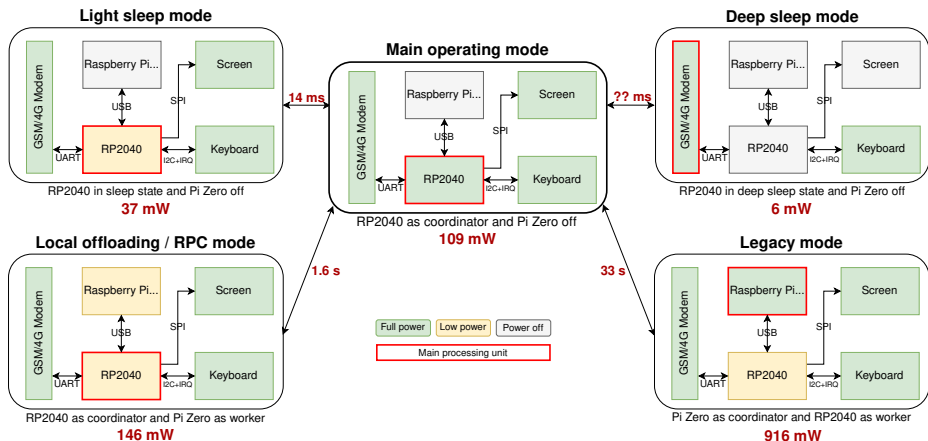 Light sleep mode
GSM/4G Modem
Raspberry Pi...
Screen
USB
SPI
RP2040
UART
I2C+IRQ
Keyboard
RP2040 in sleep state and Pi Zero off
37 mW
14 ms
Main operating mode
GSM/4G Modem
Raspberry Pi...
Screen
USB
SPI
RP2040
UART
I2C+IRQ
Keyboard
RP2040 as coordinator and Pi Zero off
109 mW
?? ms
Deep sleep mode
GSM/4G Modem
Raspberry Pi...
Screen
USB
SPI
RP2040
UART
I2C+IRQ
Keyboard
RP2040 in deep sleep state and Pi Zero off
6 mW
Local offloading / RPC mode
GSM/4G Modem
Raspberry Pi...
Screen
USB
SPI
RP2040
UART
I2C+IRQ
Keyboard
RP2040 as coordinator and Pi Zero as worker
146 mW
1.6 s
Full power
Low power
Power off
Main processing unit
33 s
Legacy mode
GSM/4G Modem
Raspberry Pi...
Screen
USB
SPI
RP2040
UART
I2C+IRQ
Keyboard
Pi Zero as coordinator and RP2040 as worker
916 mW